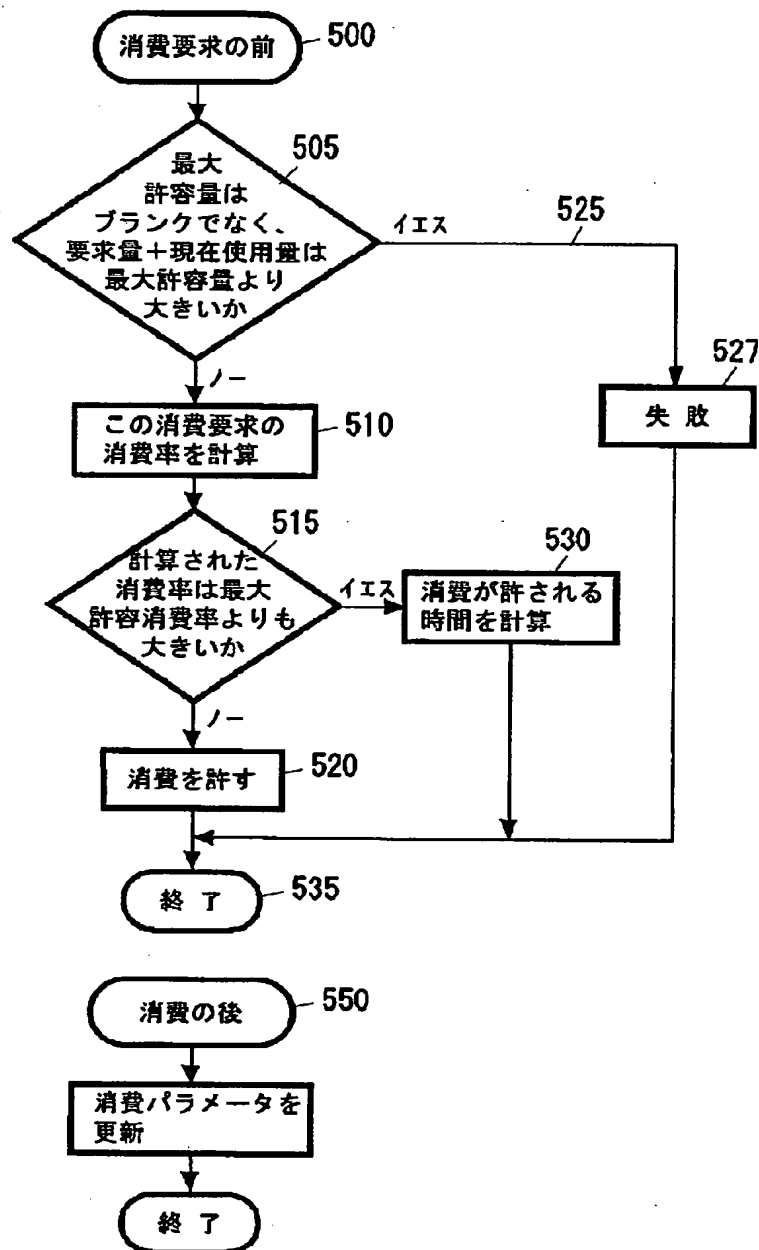 消費要求の前
500
最大
許容量は
ブランクでなく、
要求量+現在使用量は
最大許容量より
大きいか
505
イエス
525
ノー
527
失 敗
この消費要求の
消費率を計算
510
計算された
消費率は最大
許容消費率よりも
大きいか
515
イエス
530
消費が許される
時間を計算
ノー
消費を許す
520
終 了
535
消費の後
550
消費パラメータを
更新
終 了